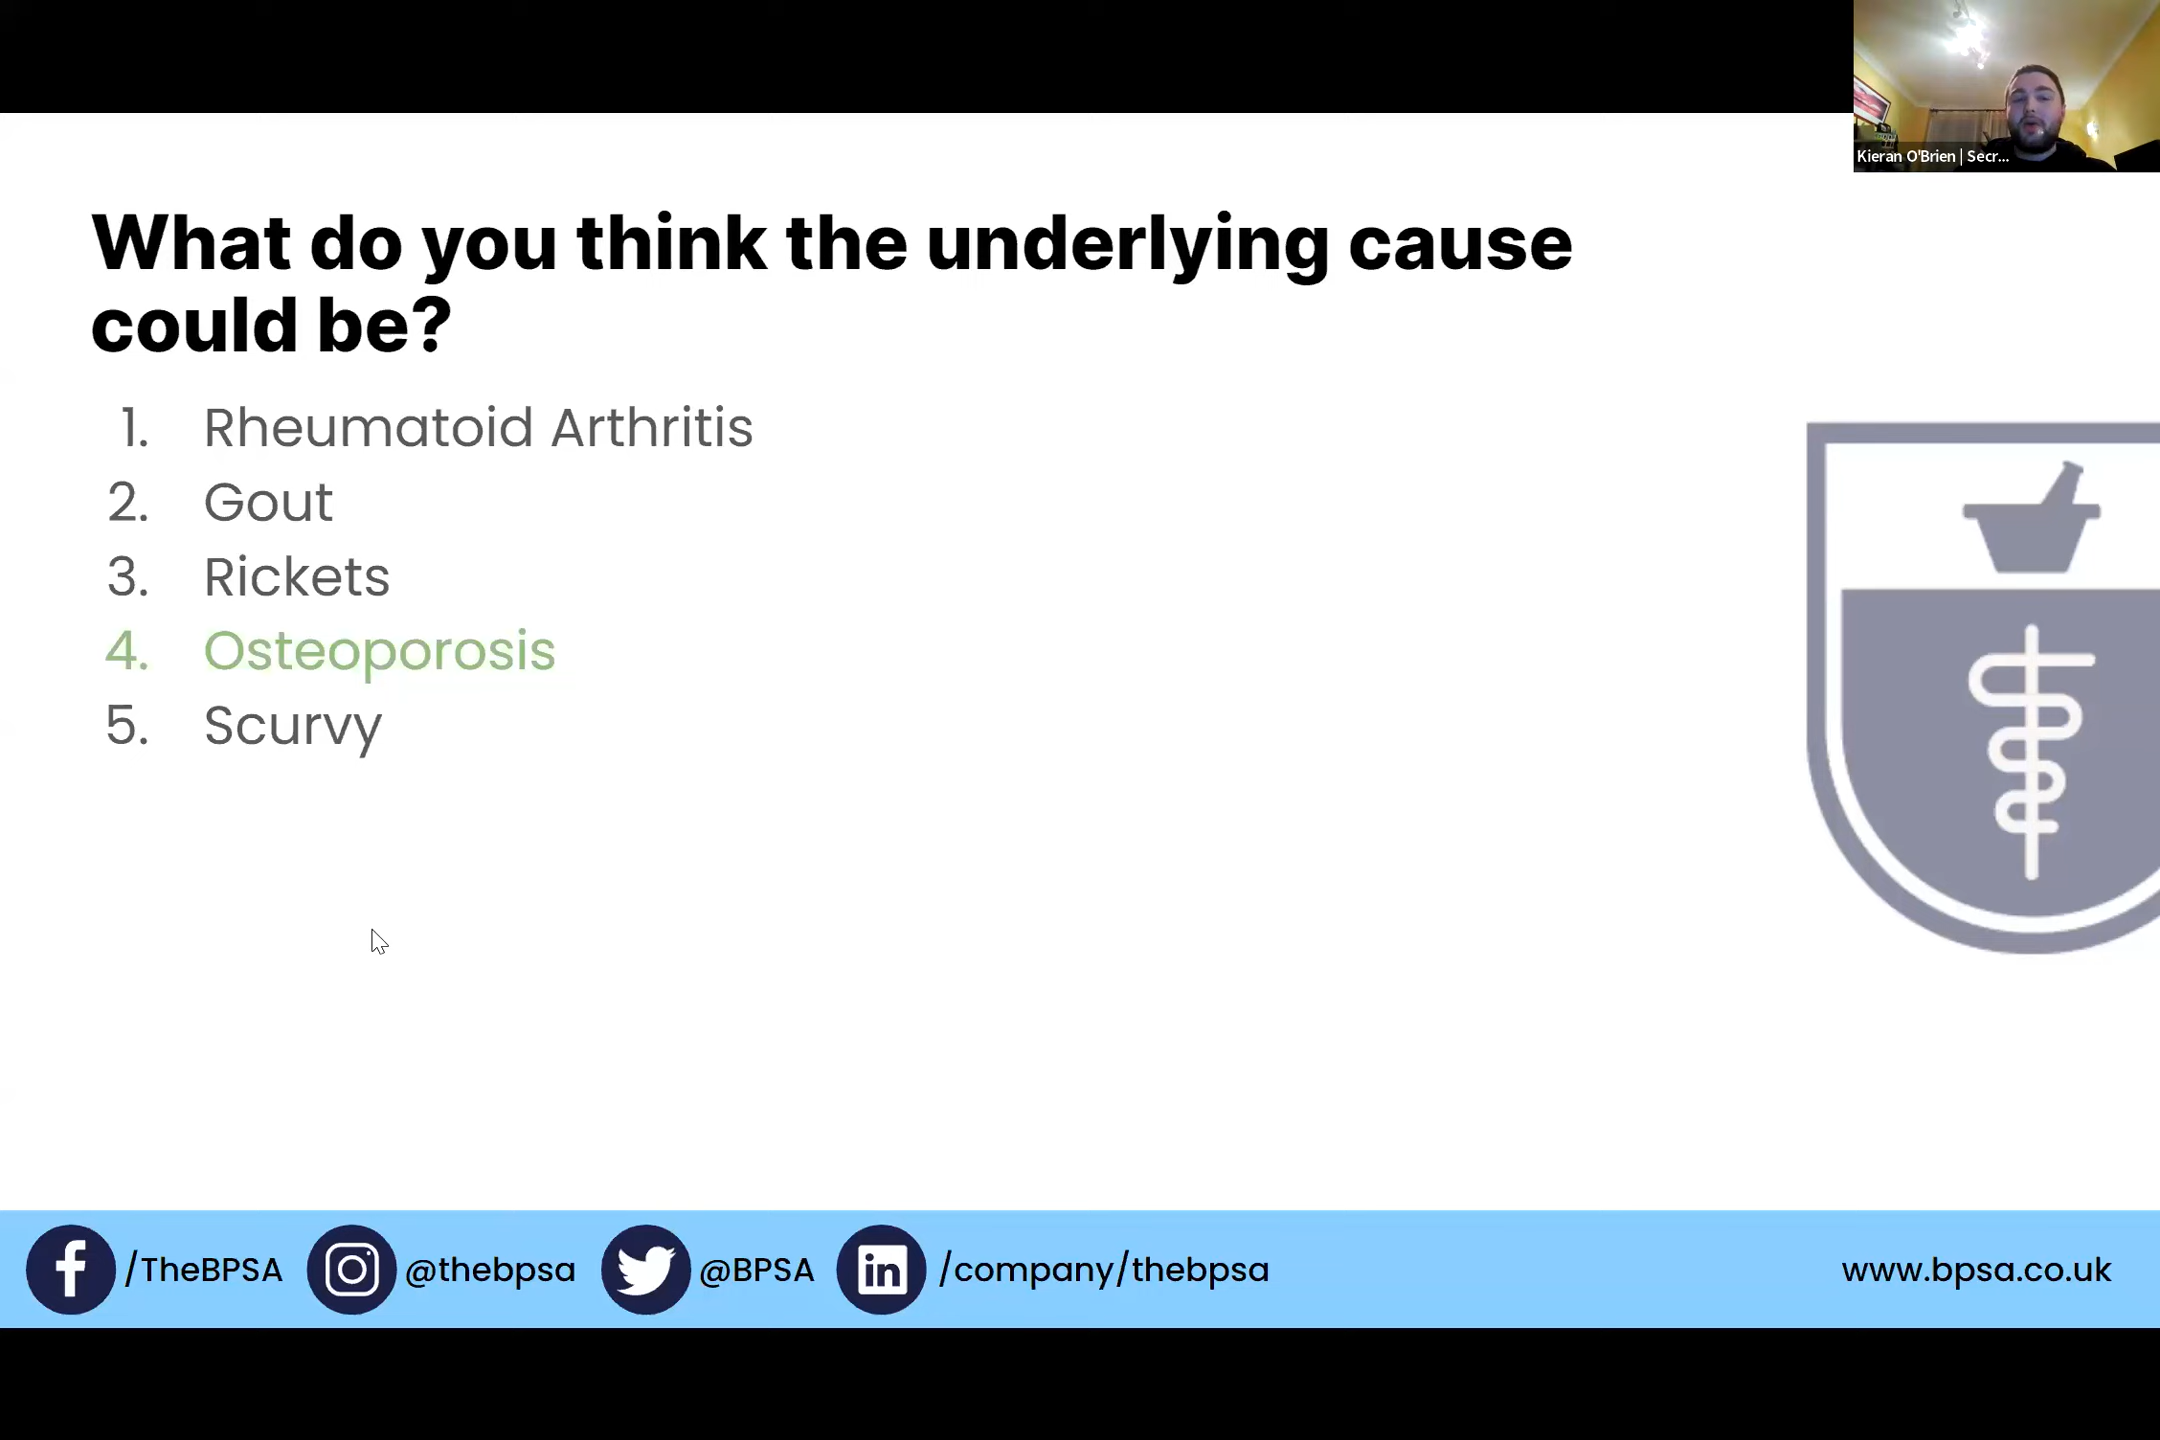 Kieran O'Brien | Secr...
What do you think the underlying cause
could be?
1. Rheumatoid Arthritis
2. Gout
3. Rickets
4. Osteoporosis
5. Scurvy
/TheBPSA @thebpsa @BPSA /company/thebpsa www.bpsa.co.uk